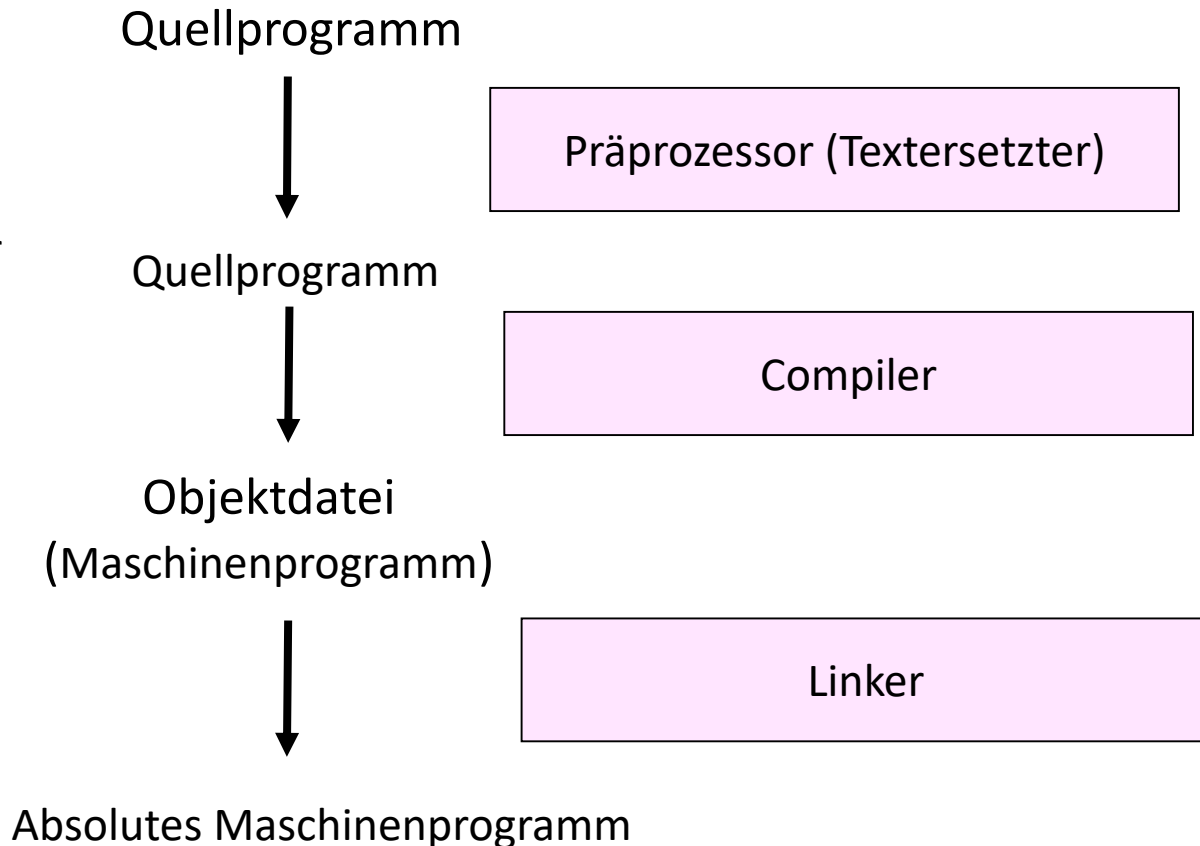 Quellprogramm
Präprozessor (Textersetzter)
Quellprogramm
Compiler
Objektdatei
(Maschinenprogramm)
Linker
Absolutes Maschinenprogramm